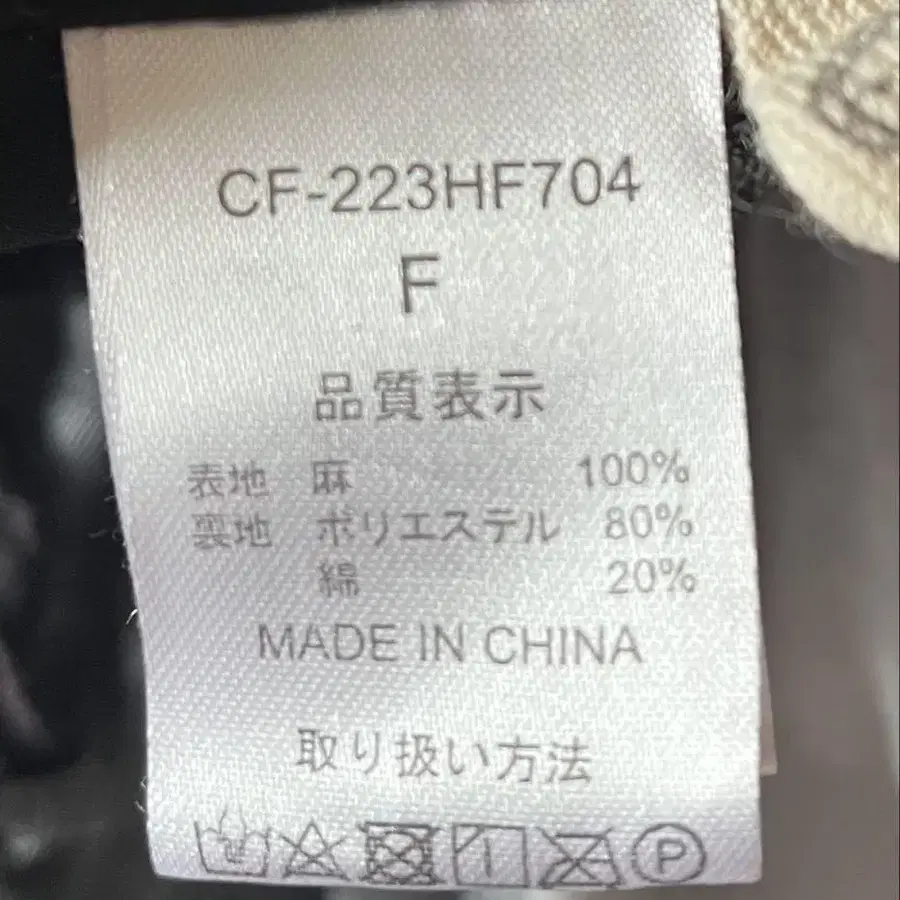 CF-223HF704
F
品質表示
表地 麻 100%
裏地 ポリエステル 80%
綿 20%
MADE IN CHINA
取り扱い方法
P